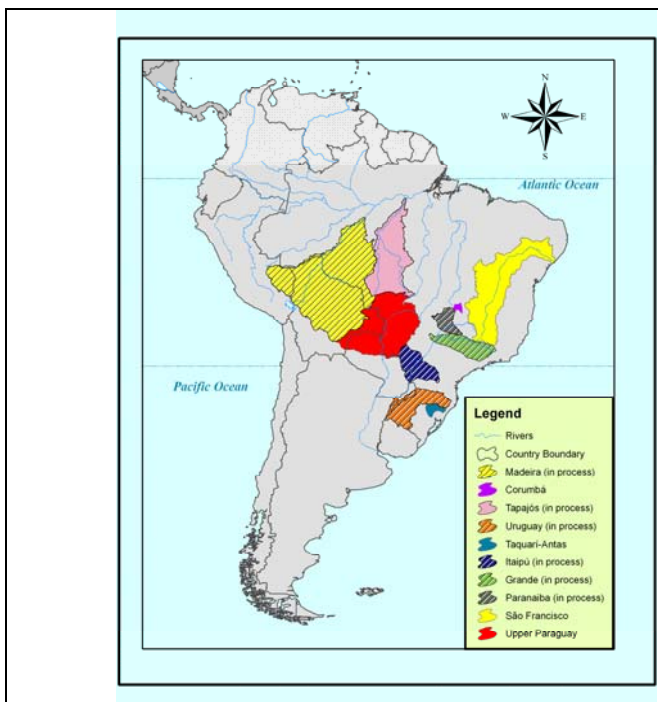 N
W E
S
Atlantic Ocean
Pacific Ocean
Legend
Rivers
Country Boundary
Madeira (in process)
Corumbá
Tapajós (in process)
Uruguay (in process)
Taquari-Antas
Itaipú (in process)
Grande (in process)
Paranaiba (in process)
São Francisco
Upper Paraguay